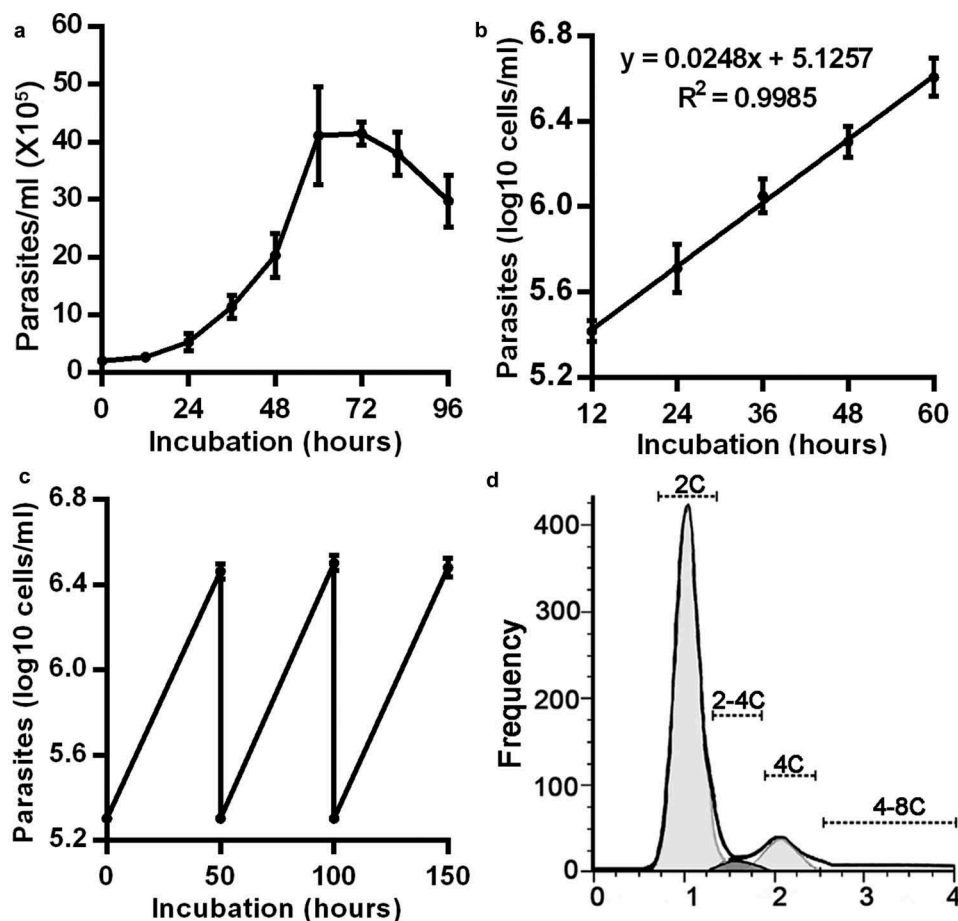 a
60
50
40
30
20
10
0
Parasites/ml (X10⁵)
0 24 48 72 96
Incubation (hours)
b
y = 0.0248x + 5.1257
R² = 0.9985
6.8
6.4
6.0
5.6
5.2
Parasites (log10 cells/ml)
12 24 36 48 60
Incubation (hours)
c
6.8
6.4
6.0
5.6
5.2
Parasites (log10 cells/ml)
0 50 100 150
Incubation (hours)
d
2C
2-4C
4C
4-8C
400
300
200
100
0
Frequency
0 1 2 3 4